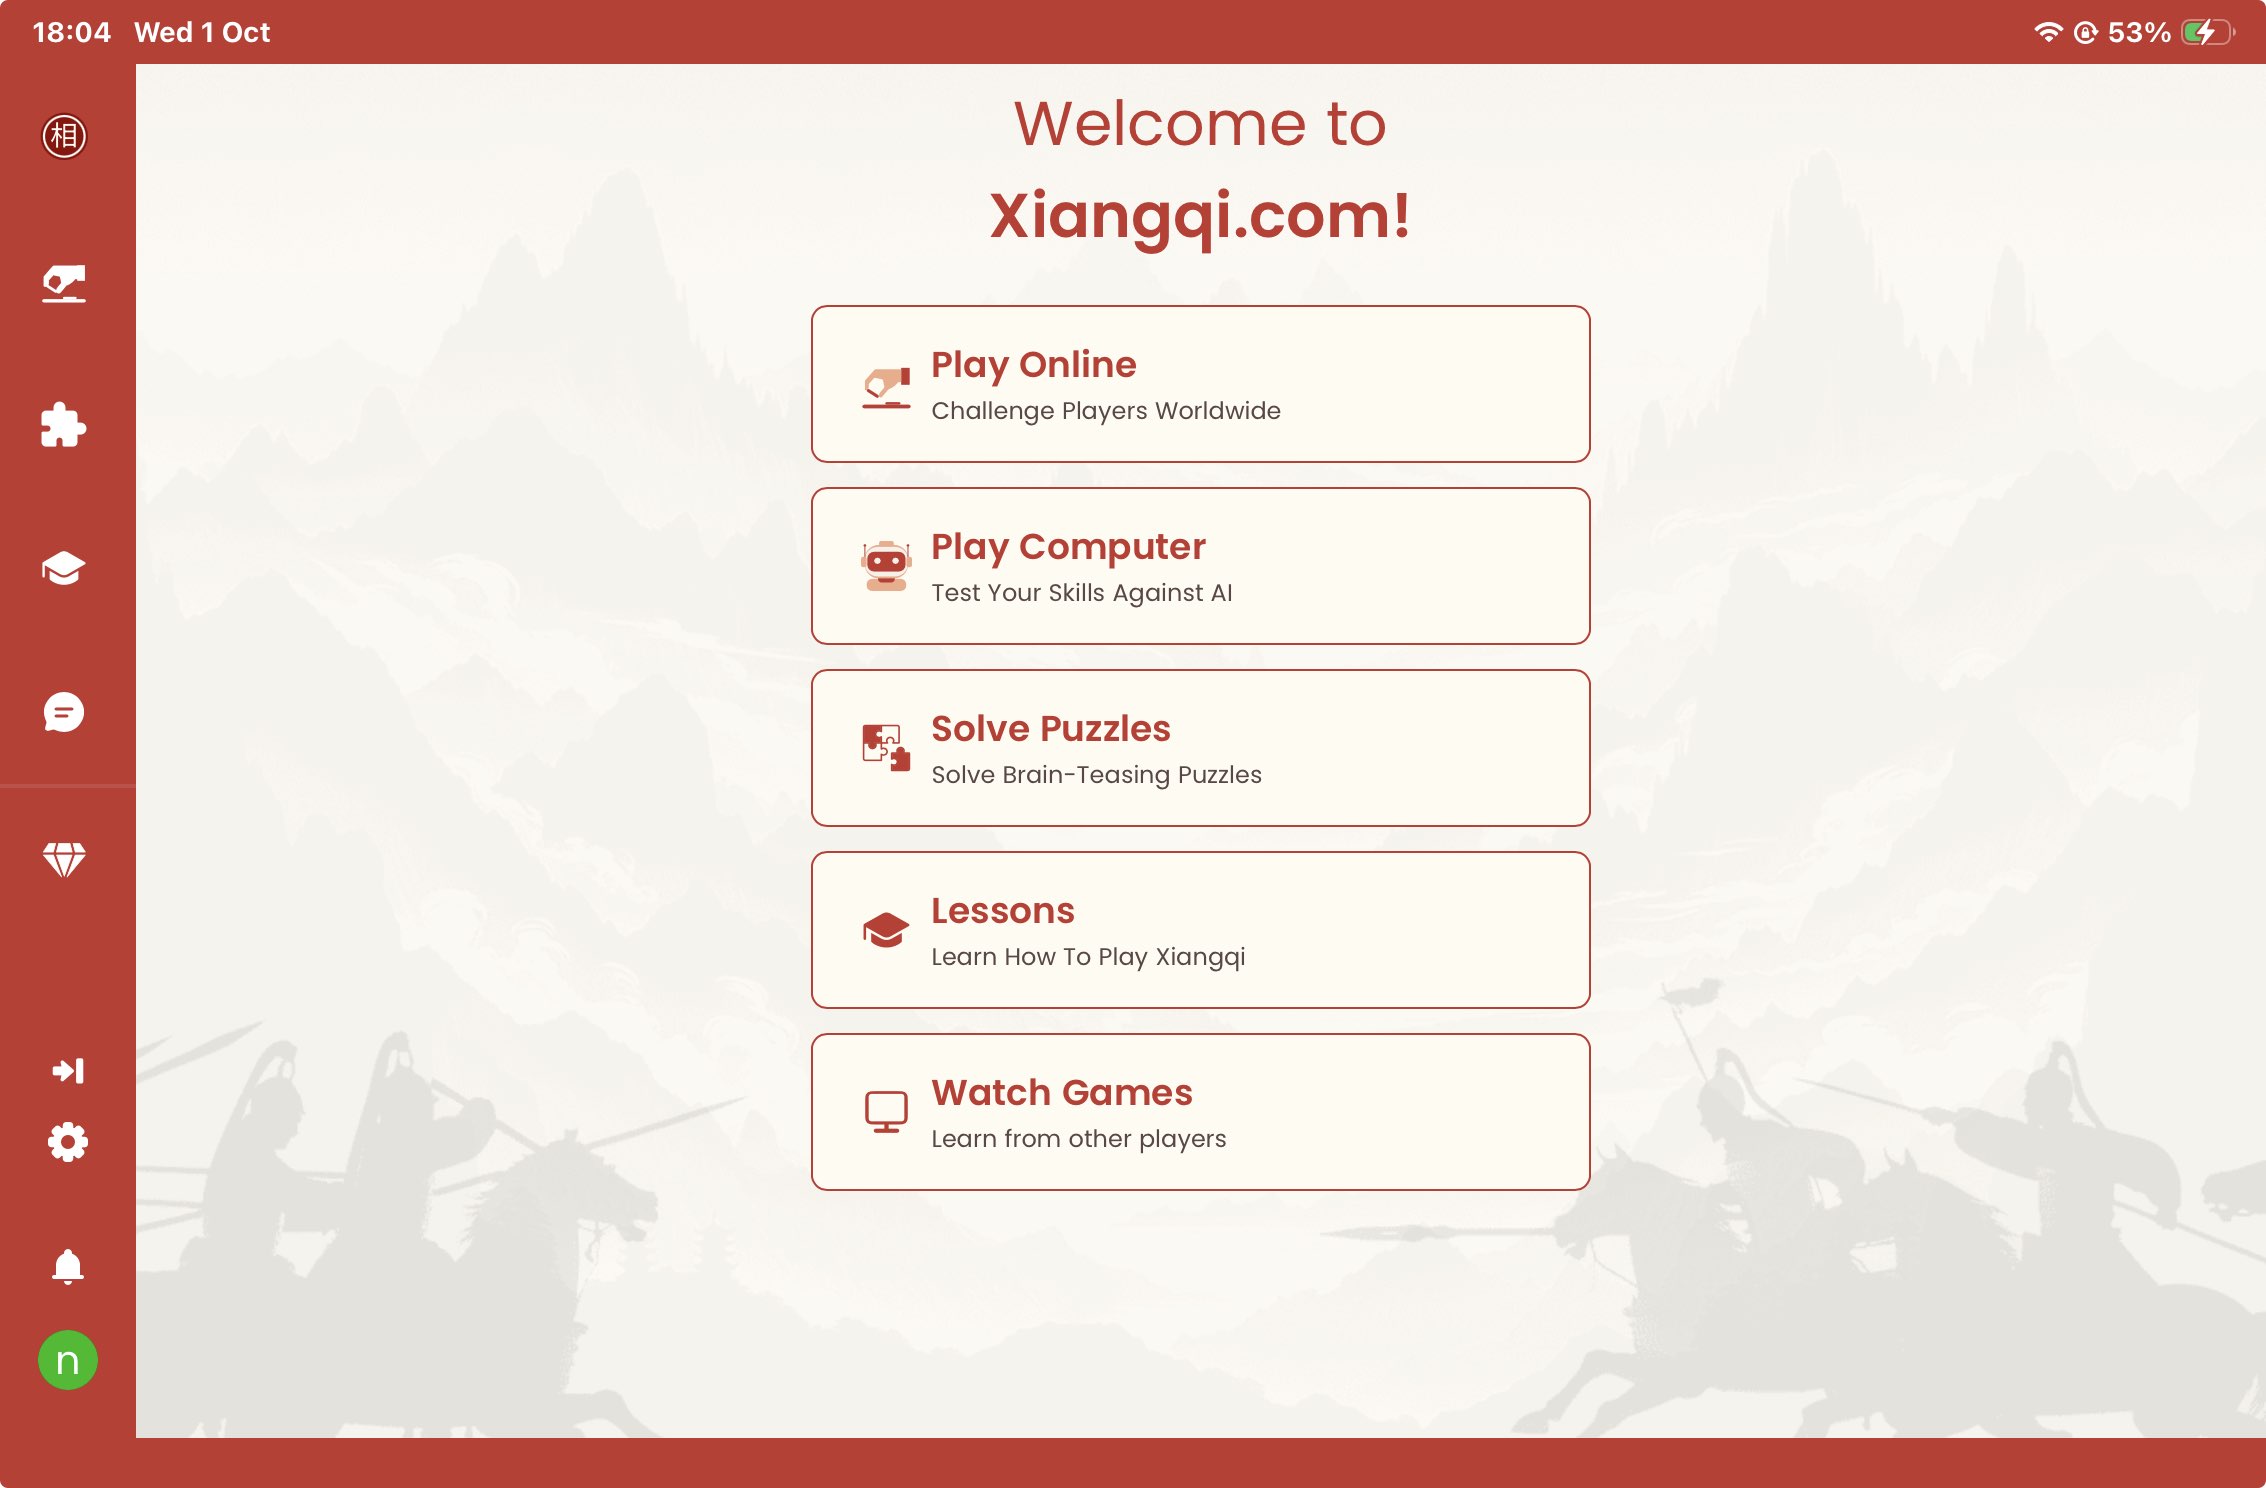 18:04 Wed 1 Oct
53%
相
Welcome to
Xiangqi.com!
Play Online
Challenge Players Worldwide
Play Computer
Test Your Skills Against AI
Solve Puzzles
Solve Brain-Teasing Puzzles
Lessons
Learn How To Play Xiangqi
Watch Games
Learn from other players
n